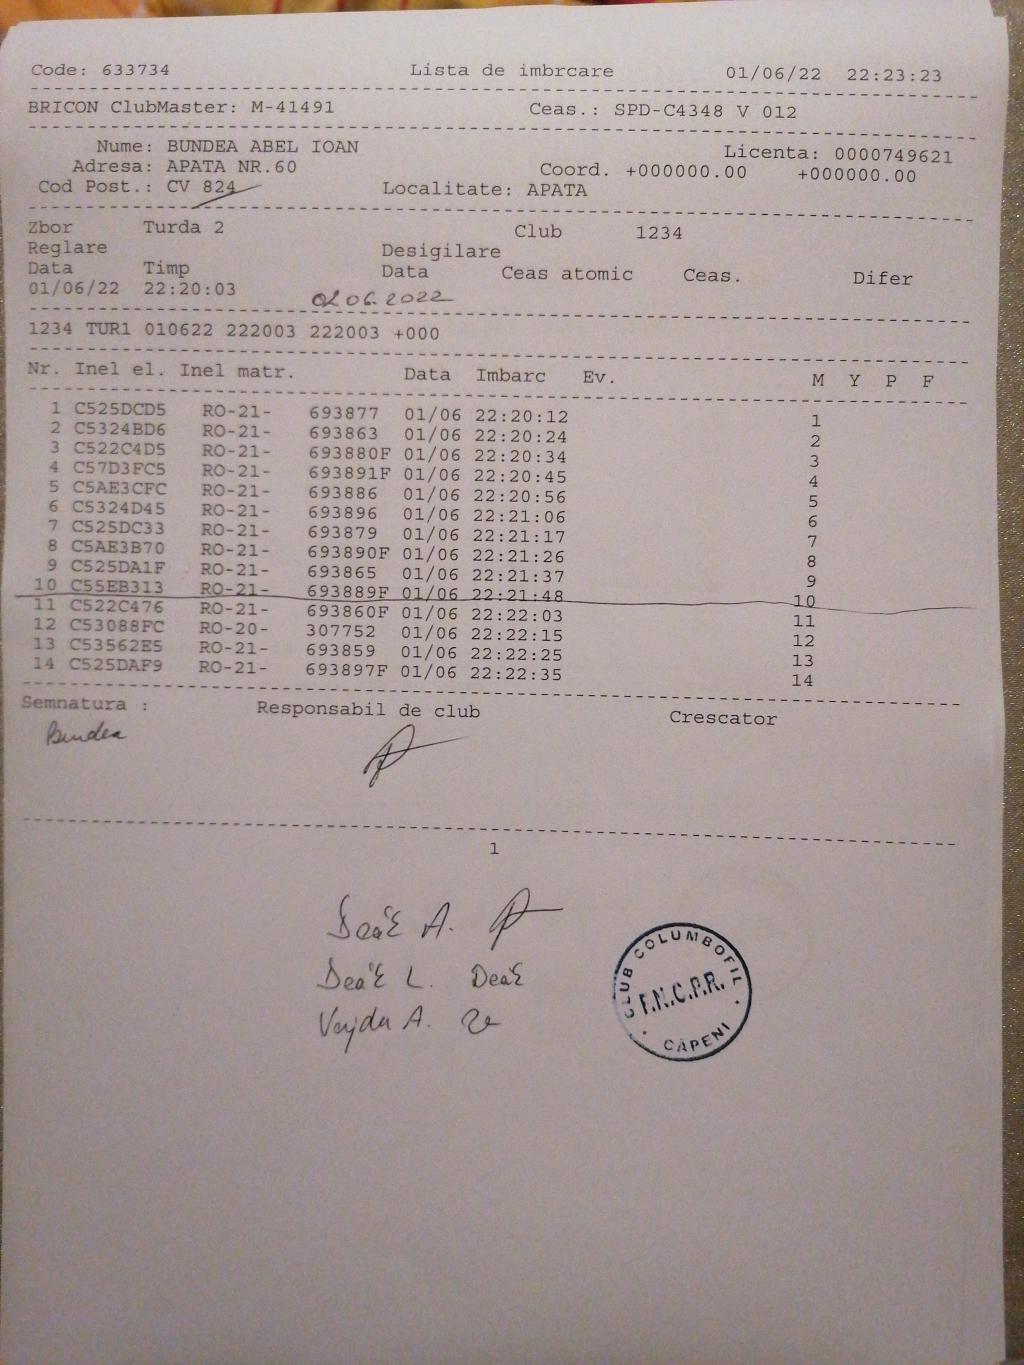 Code: 633734 Lista de imbrcare 01/06/22 22:23:23
BRICON ClubMaster: M-41491 Ceas.: SPD-C4348 V 012
Nume: BUNDEA ABEL IOAN Licenta: 0000749621
Adresa: APATA NR.60 Coord. +000000.00 +000000.00
Cod Post.: CV 824 Localitate: APATA
Zbor Turda 2 Club 1234
Reglare Desigilare
Data Timp Data Ceas atomic Ceas. Difer
01/06/22 22:20:03 02.06.2022
1234 TUR1 010622 222003 222003 +000
Nr. Inel el. Inel matr. Data Imbarc Ev. M Y P F
1 C525DCD5 RO-21- 693877 01/06 22:20:12 1
2 C5324BD6 RO-21- 693863 01/06 22:20:24 2
3 C522C4D5 RO-21- 693880F 01/06 22:20:34 3
4 C57D3FC5 RO-21- 693891F 01/06 22:20:45 4
5 C5AE3CFC RO-21- 693886 01/06 22:20:56 5
6 C5324D45 RO-21- 693896 01/06 22:21:06 6
7 C525DC33 RO-21- 693879 01/06 22:21:17 7
8 C5AE3B70 RO-21- 693890F 01/06 22:21:26 8
9 C525DA1F RO-21- 693865 01/06 22:21:37 9
10 C55EB313 RO-21- 693889F 01/06 22:21:48 10
11 C522C476 RO-21- 693860F 01/06 22:22:03 11
12 C53088FC RO-20- 307752 01/06 22:22:15 12
13 C53562E5 RO-21- 693859 01/06 22:22:25 13
14 C525DAF9 RO-21- 693897F 01/06 22:22:35 14
Semnatura : Responsabil de club Crescator
Bundea
1
Deák A.
Deák L. Deák
Vajda A.
CLUB COLUMBOFIL
F.N.C.P.R.
CĂPENI